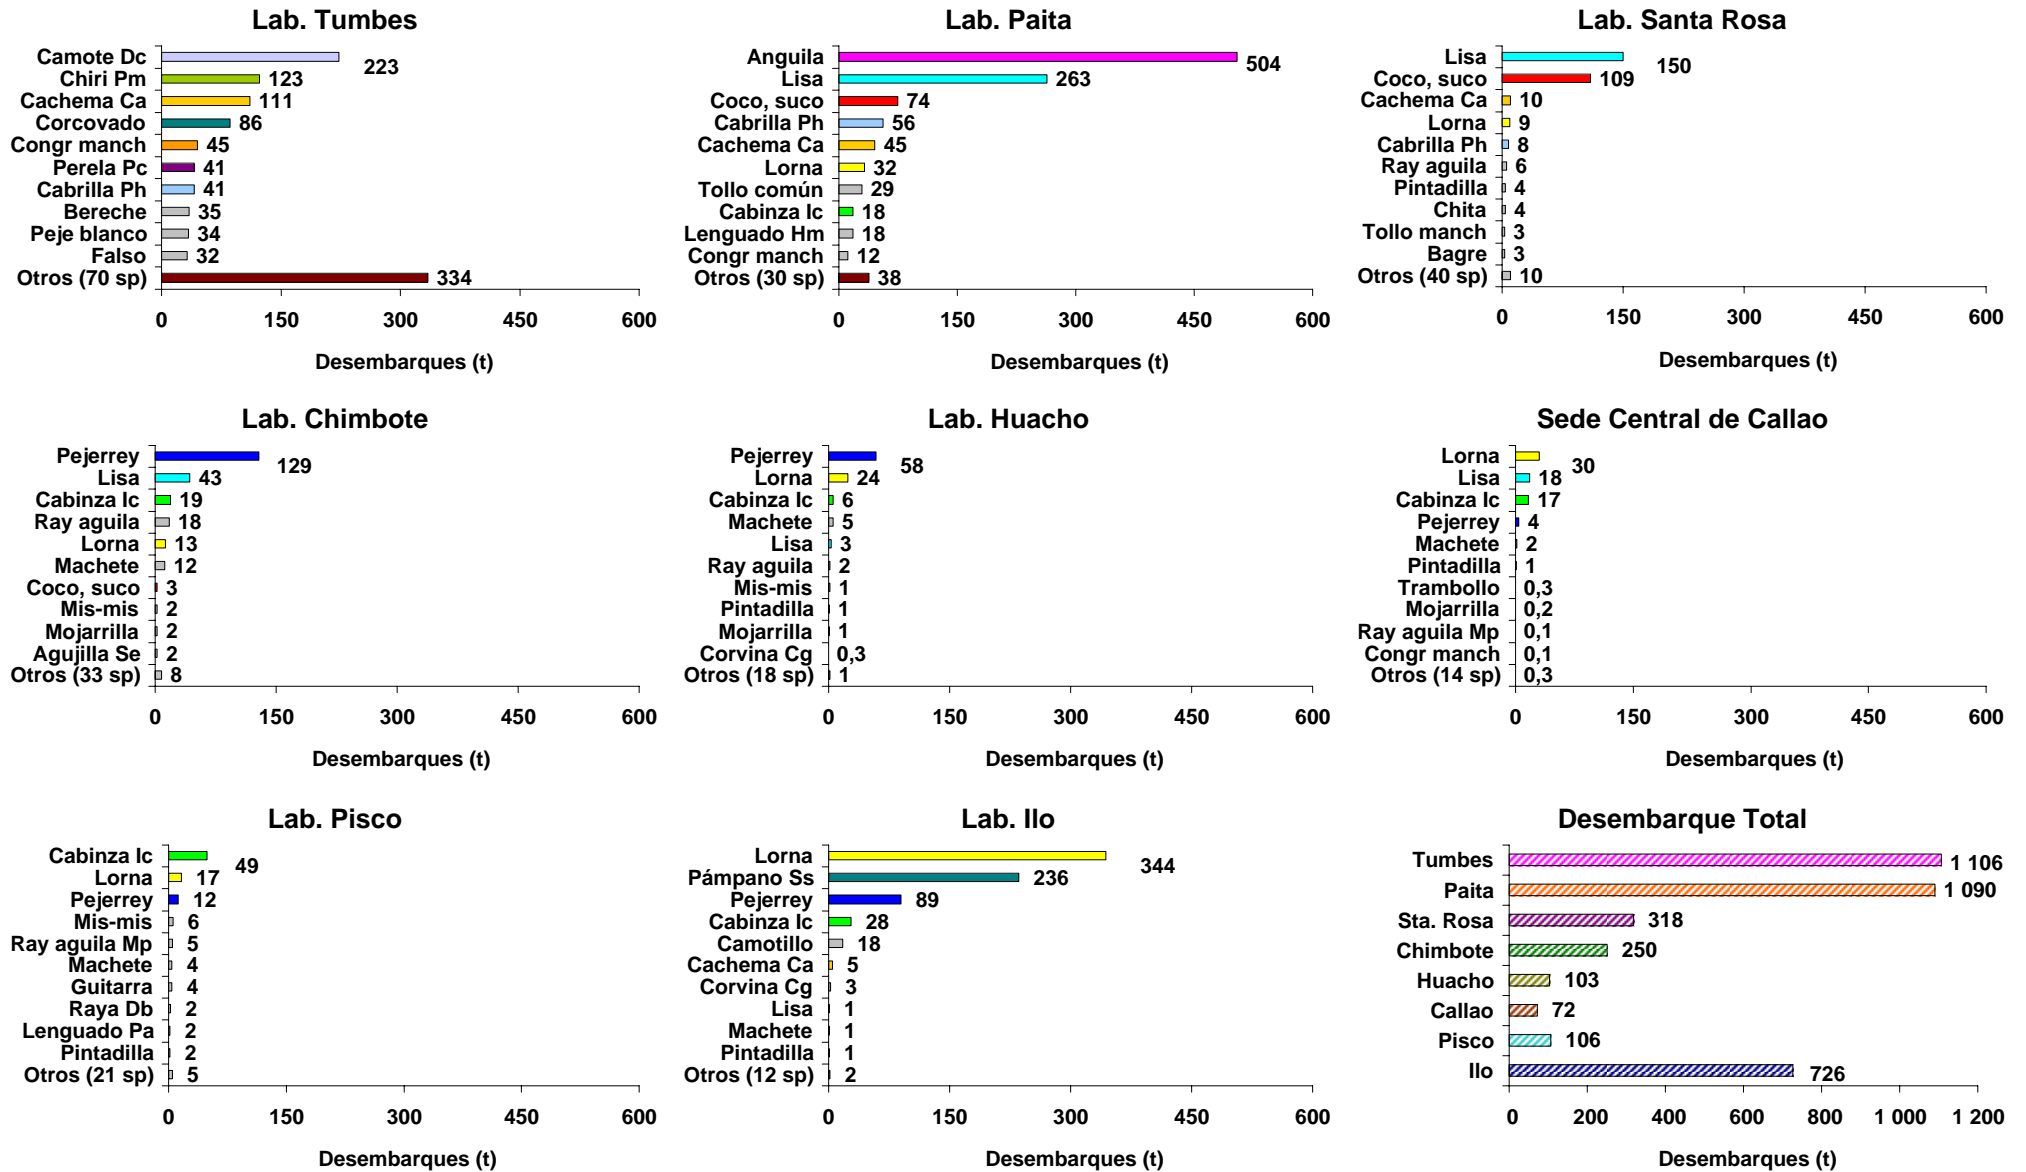 Lab. Tumbes
Camote Dc 223
Chiri Pm 123
Cachema Ca 111
Corcovado 86
Congr manch 45
Perela Pc 41
Cabrilla Ph 41
Bereche 35
Peje blanco 34
Falso 32
Otros (70 sp) 334
0 150 300 450 600
Desembarques (t)
Lab. Paita
Anguila 504
Lisa 263
Coco, suco 74
Cabrilla Ph 56
Cachema Ca 45
Lorna 32
Tollo común 29
Cabinza Ic 18
Lenguado Hm 18
Congr manch 12
Otros (30 sp) 38
0 150 300 450 600
Desembarques (t)
Lab. Santa Rosa
Lisa 150
Coco, suco 109
Cachema Ca 10
Lorna 9
Cabrilla Ph 8
Ray aguila 6
Pintadilla 4
Chita 4
Tollo manch 3
Bagre 3
Otros (40 sp) 10
0 150 300 450 600
Desembarques (t)
Lab. Chimbote
Pejerrey 129
Lisa 43
Cabinza Ic 19
Ray aguila 18
Lorna 13
Machete 12
Coco, suco 3
Mis-mis 2
Mojarrilla 2
Agujilla Se 2
Otros (33 sp) 8
0 150 300 450 600
Desembarques (t)
Lab. Huacho
Pejerrey 58
Lorna 24
Cabinza Ic 6
Machete 5
Lisa 3
Ray aguila 2
Mis-mis 1
Pintadilla 1
Mojarrilla 1
Corvina Cg 0,3
Otros (18 sp) 1
0 150 300 450 600
Desembarques (t)
Sede Central de Callao
Lorna 30
Lisa 18
Cabinza Ic 17
Pejerrey 4
Machete 2
Pintadilla 1
Trambollo 0,3
Mojarrilla 0,2
Ray aguila Mp 0,1
Congr manch 0,1
Otros (14 sp) 0,3
0 150 300 450 600
Desembarques (t)
Lab. Pisco
Cabinza Ic 49
Lorna 17
Pejerrey 12
Mis-mis 6
Ray aguila Mp 5
Machete 4
Guitarra 4
Raya Db 2
Lenguado Pa 2
Pintadilla 2
Otros (21 sp) 5
0 150 300 450 600
Desembarques (t)
Lab. Ilo
Lorna 344
Pámpano Ss 236
Pejerrey 89
Cabinza Ic 28
Camotillo 18
Cachema Ca 5
Corvina Cg 3
Lisa 1
Machete 1
Pintadilla 1
Otros (12 sp) 2
0 150 300 450 600
Desembarques (t)
Desembarque Total
Tumbes 1 106
Paita 1 090
Sta. Rosa 318
Chimbote 250
Huacho 103
Callao 72
Pisco 106
Ilo 726
0 200 400 600 800 1 000 1 200
Desembarques (t)